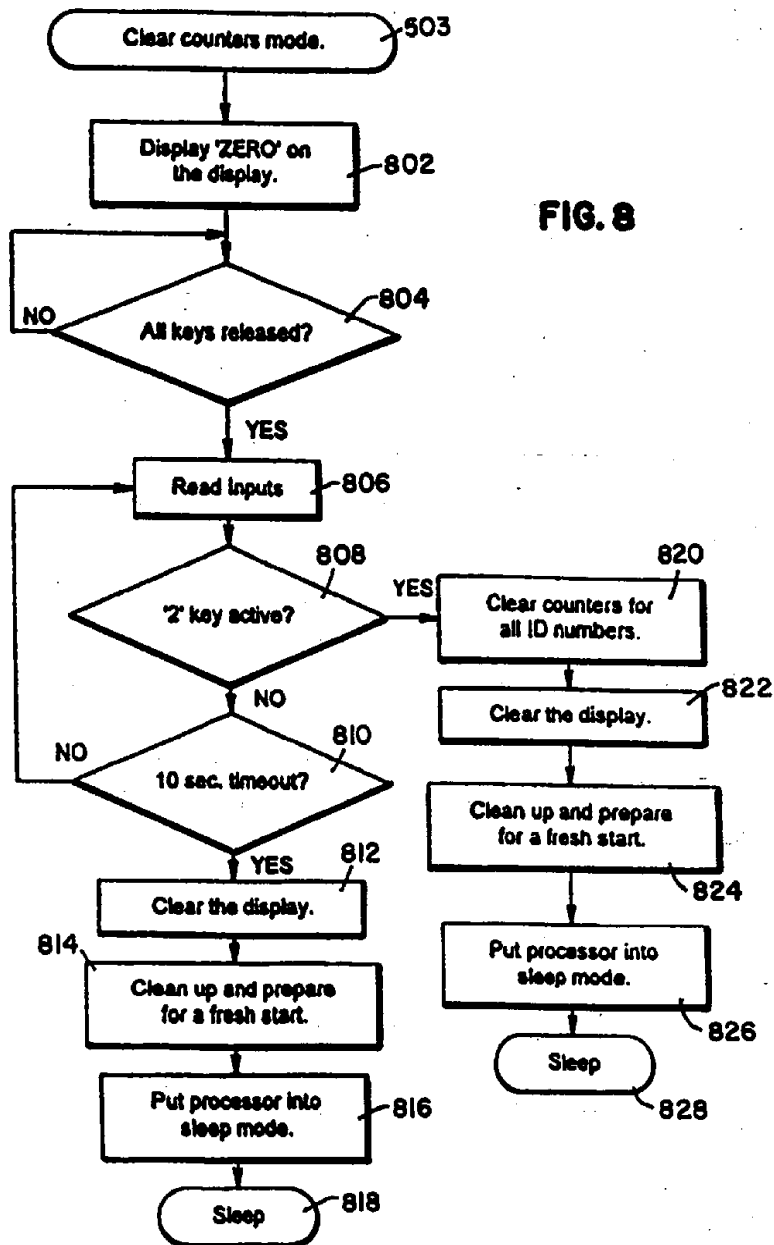 Clear counters mode.
503
Display 'ZERO' on
the display.
802
FIG. 8
804
NO
All keys released?
YES
Read Inputs
806
808
'2' key active?
YES
820
Clear counters for
all ID numbers.
NO
822
Clear the display.
810
NO
10 sec. timeout?
Clean up and prepare
for a fresh start.
824
YES
812
Clear the display.
814
Clean up and prepare
for a fresh start.
Put processor into
sleep mode.
826
Sleep
828
Put processor into
sleep mode.
816
Sleep
818